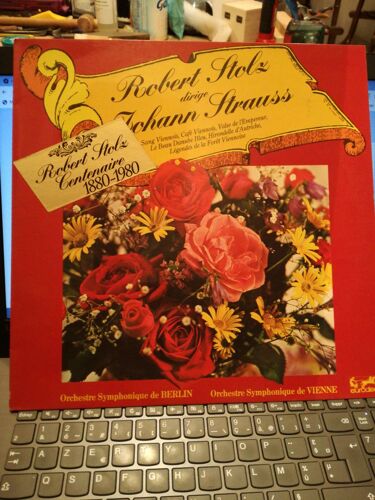 Robert Stolz
dirige
Johann Strauss
Sang Viennois, Café Viennois, Valse de l'Empereur,
Le Beau Danube Bleu, Hirondelle d'Autriche,
Légendes de la Forêt Viennoise
Robert Stolz
Centenaire
1880-1980
Orchestre Symphonique de BERLIN Orchestre Symphonique de VIENNE
eurodisc
A Z E R T Y U I O P
Q S D F G H J K L M